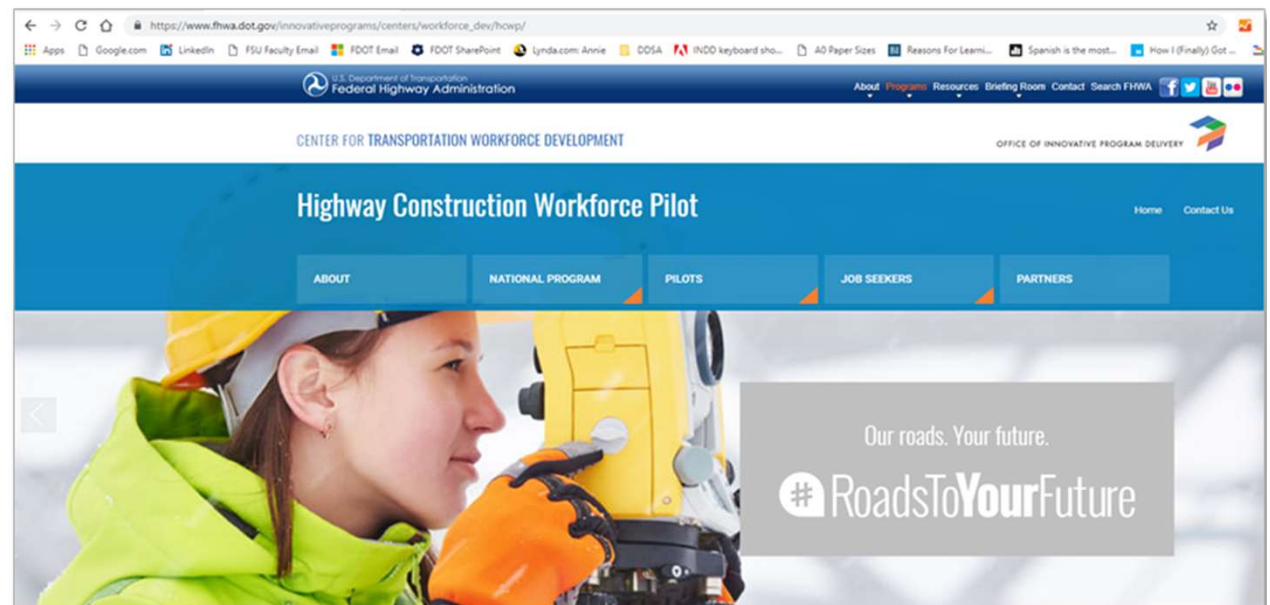 https://www.fhwa.dot.gov/innovativeprograms/centers/workforce_dev/hcwp/
Apps Google.com LinkedIn FSU Faculty Email FDOT Email FDOT SharePoint Lynda.com: Annie DDSA INDD keyboard sho... A0 Paper Sizes Reasons For Learni... Spanish is the most... How I (Finally) Got ...
U.S. Department of Transportation
Federal Highway Administration
About Programs Resources Briefing Room Contact Search FHWA
CENTER FOR TRANSPORTATION WORKFORCE DEVELOPMENT
OFFICE OF INNOVATIVE PROGRAM DELIVERY
Highway Construction Workforce Pilot
Home Contact Us
ABOUT NATIONAL PROGRAM PILOTS JOB SEEKERS PARTNERS
Our roads. Your future.
# RoadsToYourFuture